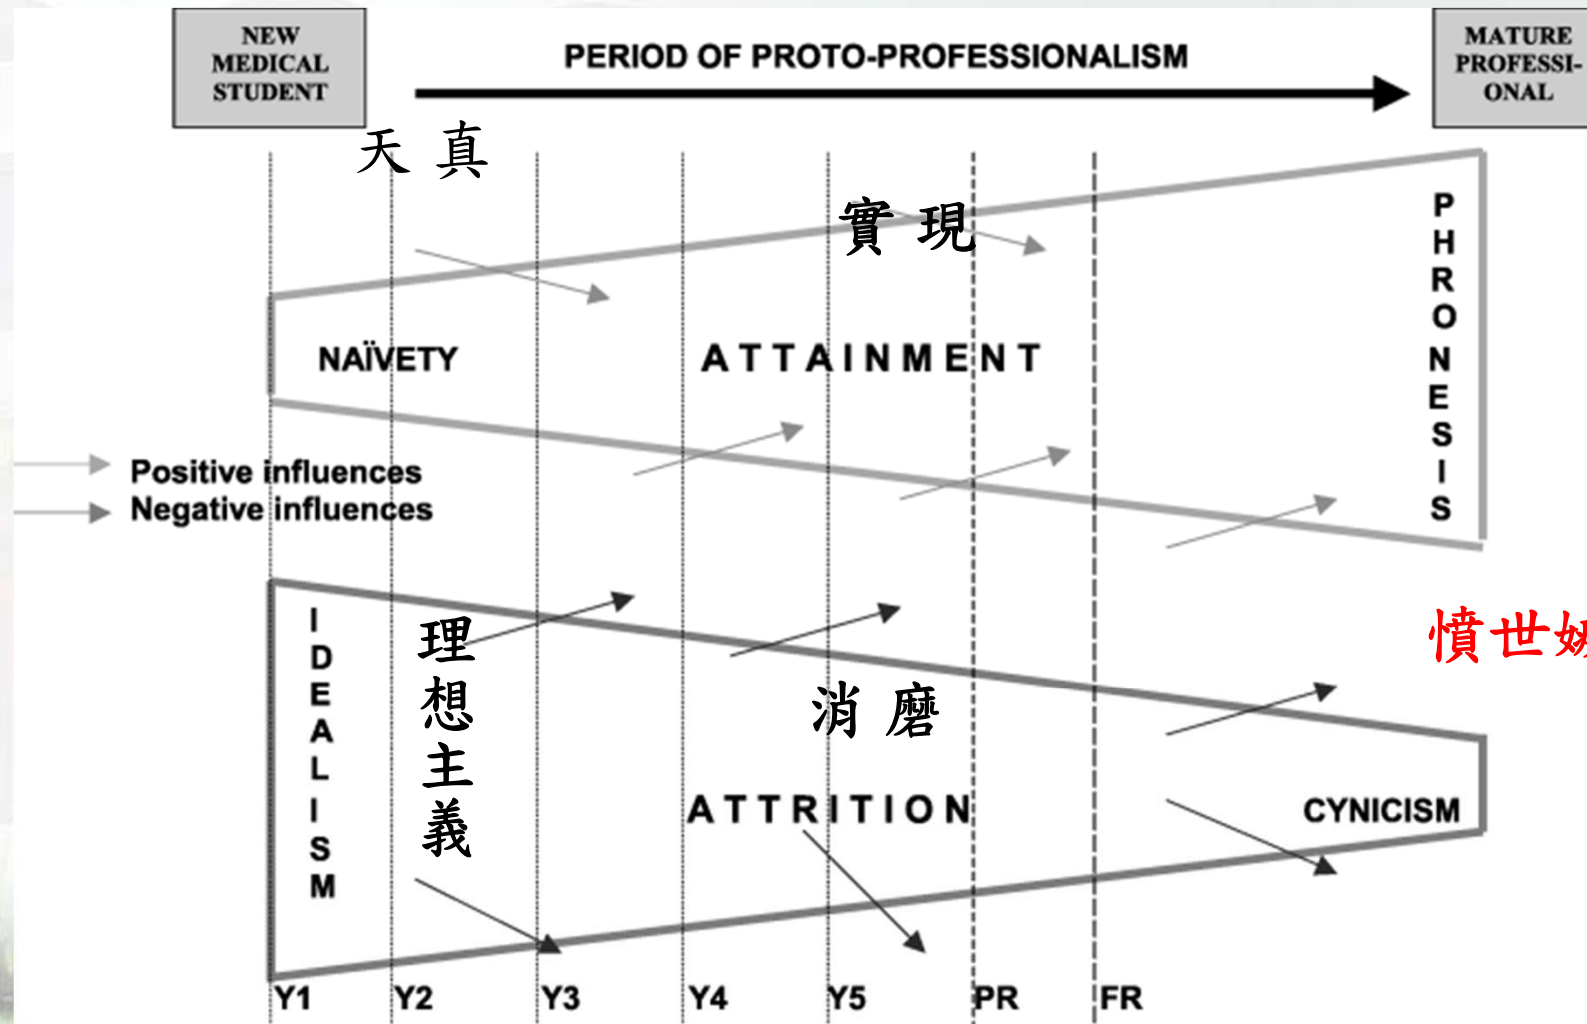 NEW
MEDICAL
STUDENT
PERIOD OF PROTO-PROFESSIONALISM
MATURE
PROFESSI-
ONAL
天真
實現
NAÏVETY
ATTAINMENT
PHRONESIS
Positive influences
Negative influences
IDEALISM
理想主義
消磨
憤世
ATTRITION
CYNICISM
Y1 Y2 Y3 Y4 Y5 PR FR